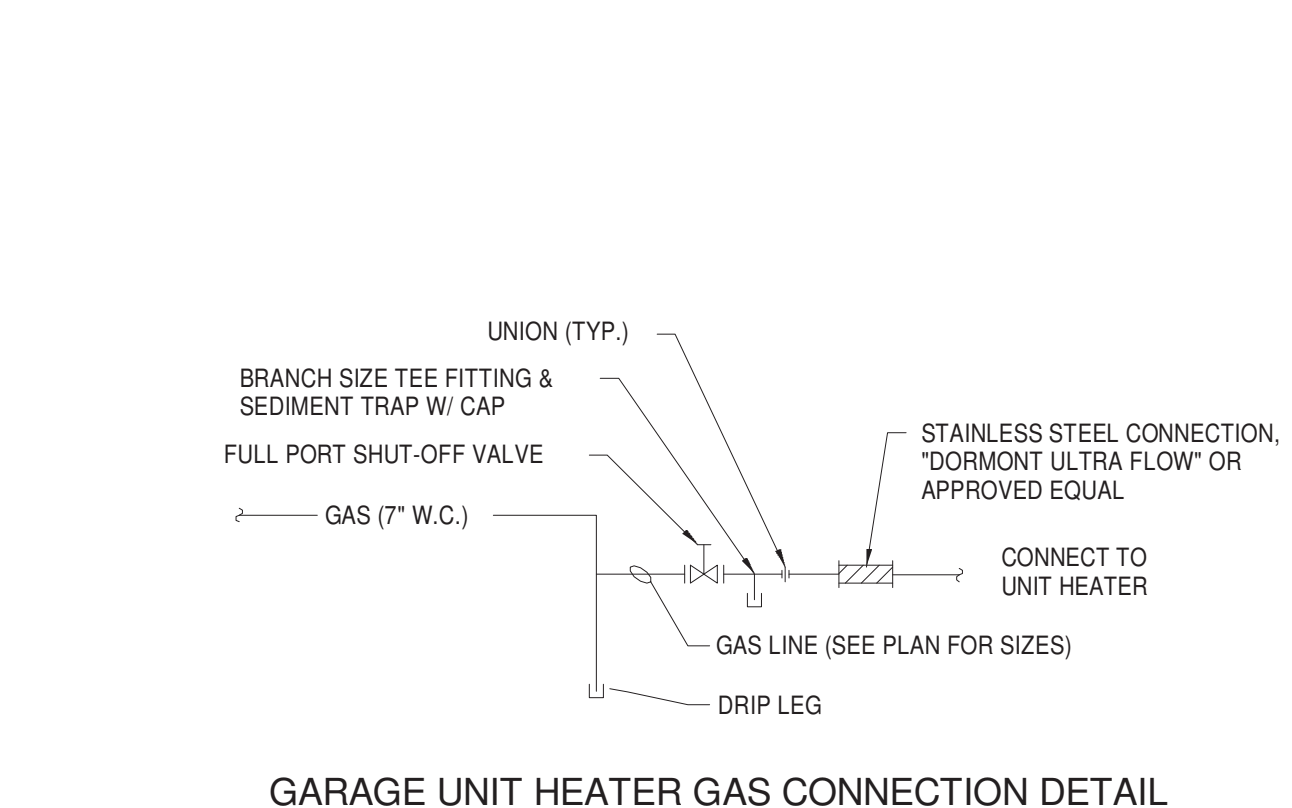 UNION (TYP.)
BRANCH SIZE TEE FITTING &
SEDIMENT TRAP W/ CAP
FULL PORT SHUT-OFF VALVE
GAS (7" W.C.)
STAINLESS STEEL CONNECTION,
"DORMONT ULTRA FLOW" OR
APPROVED EQUAL
CONNECT TO
UNIT HEATER
GAS LINE (SEE PLAN FOR SIZES)
DRIP LEG
GARAGE UNIT HEATER GAS CONNECTION DETAIL